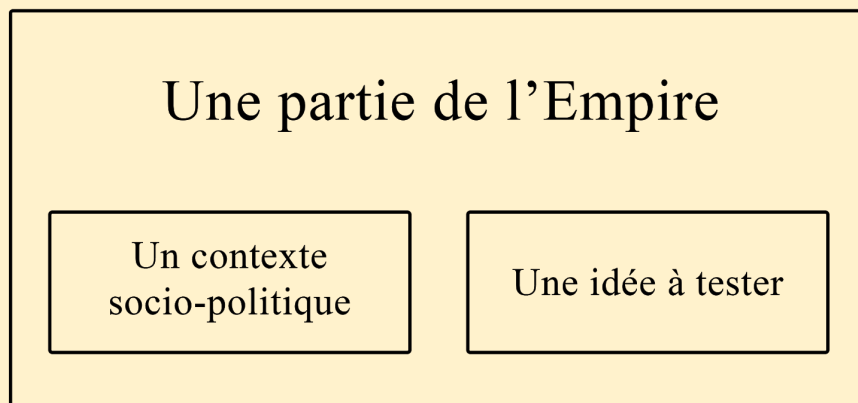 Une partie de l’Empire
Un contexte
socio-politique
Une idée à tester